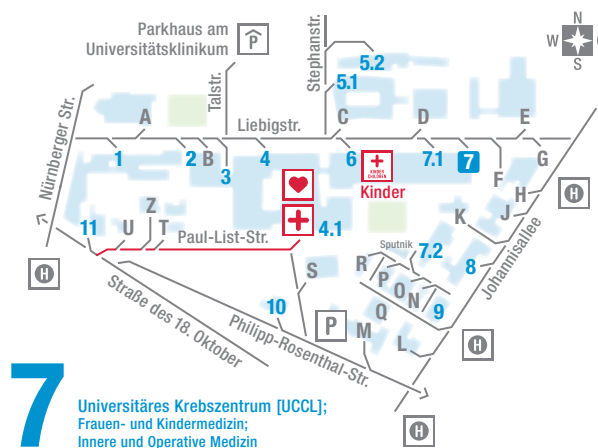 Parkhaus am
Universitätsklinikum
P
Stephanstr.
5.2
5.1
N
W
S
Talstr.
Nürnberger Str.
A
Liebigstr.
C
D
E
1
2
B
3
4
6
KINDER
CHILDREN
Kinder
7.1
7
F
G
H
H
J
K
Johannisallee
11
U
Z
T
Paul-List-Str.
4.1
Sputnik
7.2
8
R
P
O
N
9
Q
S
H
Straße des 18. Oktober
10
P
M
L
H
Philipp-Rosenthal-Str.
H
7
Universitäres Krebszentrum [UCCL];
Frauen- und Kindermedizin;
Innere und Operative Medizin